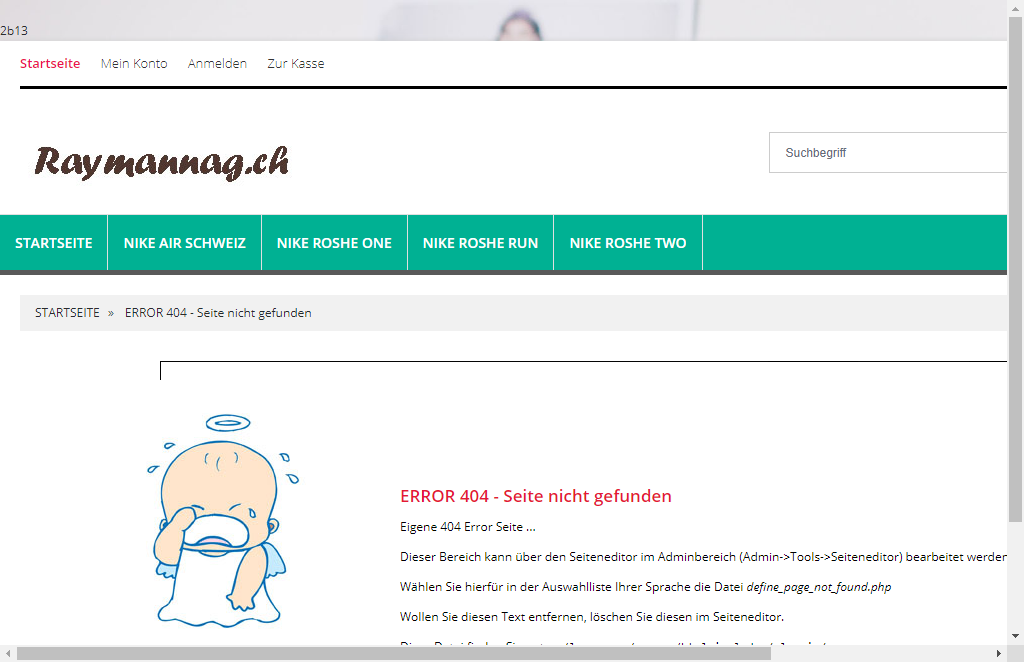 2b13
Startseite Mein Konto Anmelden Zur Kasse
Raymannag.ch
Suchbegriff
STARTSEITE NIKE AIR SCHWEIZ NIKE ROSHE ONE NIKE ROSHE RUN NIKE ROSHE TWO
STARTSEITE » ERROR 404 - Seite nicht gefunden
ERROR 404 - Seite nicht gefunden
Eigene 404 Error Seite ...
Dieser Bereich kann über den Seiteneditor im Adminbereich (Admin->Tools->Seiteneditor) bearbeitet werden
Wählen Sie hierfür in der Auswahlliste Ihrer Sprache die Datei define_page_not_found.php
Wollen Sie diesen Text entfernen, löschen Sie diesen im Seiteneditor.